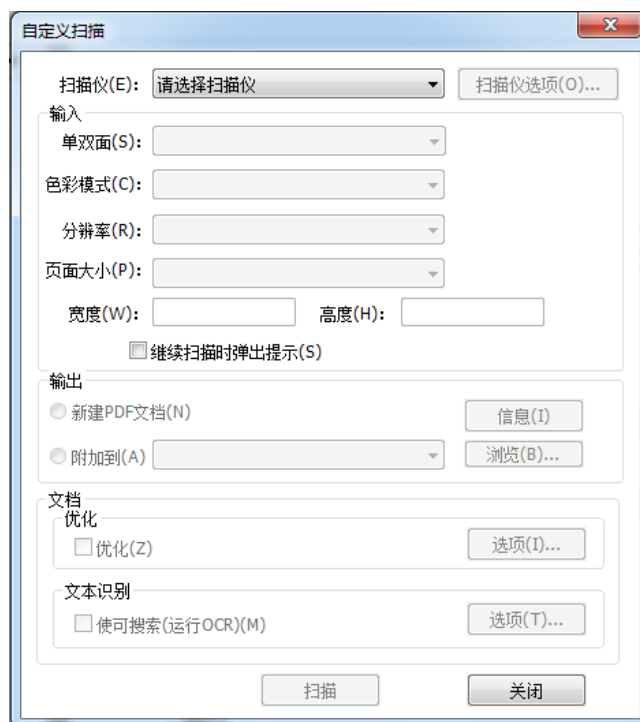 自定义扫描
扫描仪(E): 请选择扫描仪 扫描仪选项(O)...
输入
单双面(S):
色彩模式(C):
分辨率(R):
页面大小(P):
宽度(W): 高度(H):
继续扫描时弹出提示(S)
输出
新建PDF文档(N) 信息(I)
附加到(A) 浏览(B)...
文档
优化
优化(Z) 选项(I)...
文本识别
使可搜索(运行OCR)(M) 选项(T)...
扫描 关闭